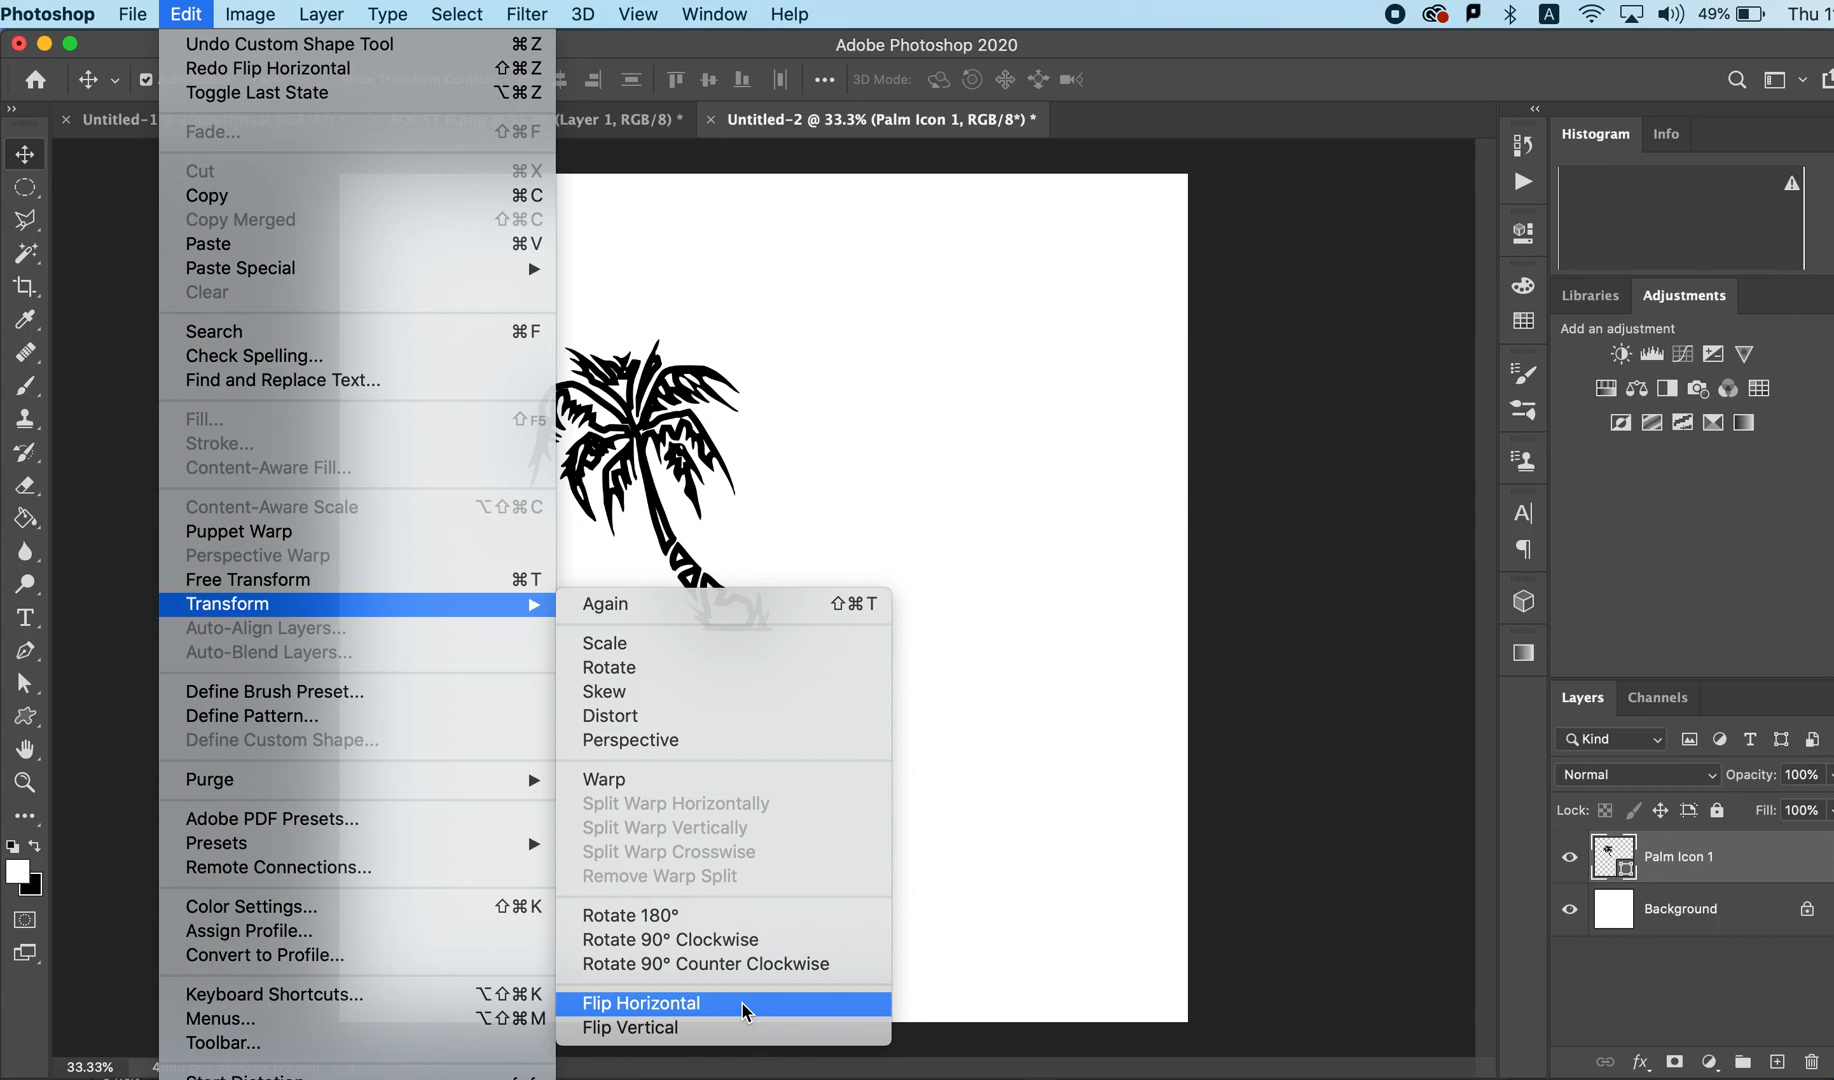 Photoshop File Edit Image Layer Type Select Filter 3D View Window Help 49% Thu 1
Adobe Photoshop 2020
3D Mode:
Untitled-1 (Layer 1, RGB/8) * Untitled-2 @ 33.3% (Palm Icon 1, RGB/8*) *
Undo Custom Shape Tool ⌘Z
Redo Flip Horizontal ⇧⌘Z
Toggle Last State ⌥⌘Z
Fade... ⇧⌘F
Cut ⌘X
Copy ⌘C
Copy Merged ⇧⌘C
Paste ⌘V
Paste Special
Clear
Search ⌘F
Check Spelling...
Find and Replace Text...
Fill... ⇧F5
Stroke...
Content-Aware Fill...
Content-Aware Scale ⌥⇧⌘C
Puppet Warp
Perspective Warp
Free Transform ⌘T
Transform
Auto-Align Layers...
Auto-Blend Layers...
Define Brush Preset...
Define Pattern...
Define Custom Shape...
Purge
Adobe PDF Presets...
Presets
Remote Connections...
Color Settings... ⇧⌘K
Assign Profile...
Convert to Profile...
Keyboard Shortcuts... ⌥⇧⌘K
Menus... ⌥⇧⌘M
Toolbar...
Again ⇧⌘T
Scale
Rotate
Skew
Distort
Perspective
Warp
Split Warp Horizontally
Split Warp Vertically
Split Warp Crosswise
Remove Warp Split
Rotate 180°
Rotate 90° Clockwise
Rotate 90° Counter Clockwise
Flip Horizontal
Flip Vertical
33.33%
Histogram Info
Libraries Adjustments
Add an adjustment
Layers Channels
Kind
Normal Opacity: 100%
Lock: Fill: 100%
Palm Icon 1
Background